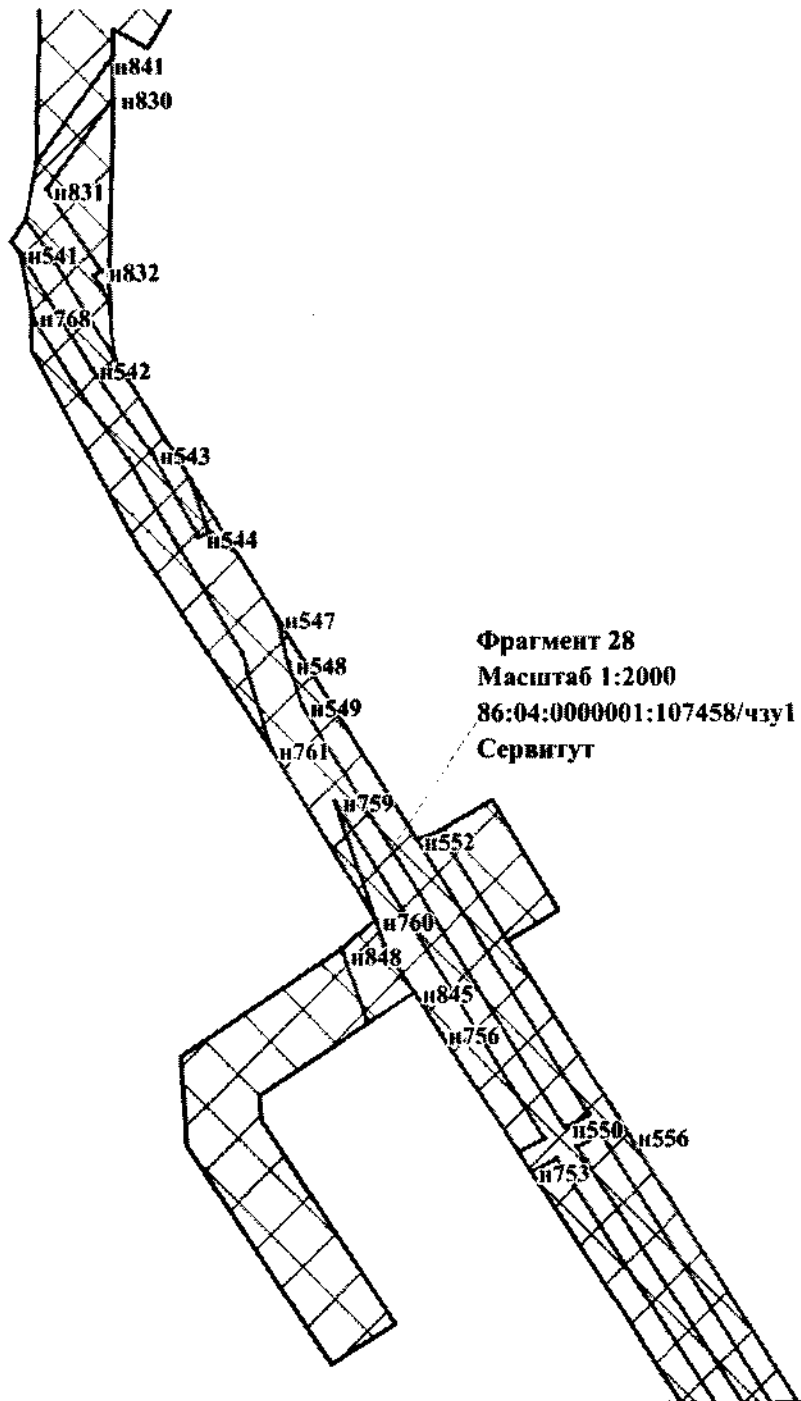 н841
н830
н831
н541
н832
н768
н542
н543
н544
н547
н548
н549
н761
н759
Фрагмент 28
Масштаб 1:2000
86:04:0000001:107458/чзу1
Сервитут
н552
н760
н848
н845
н756
н550
н556
н753